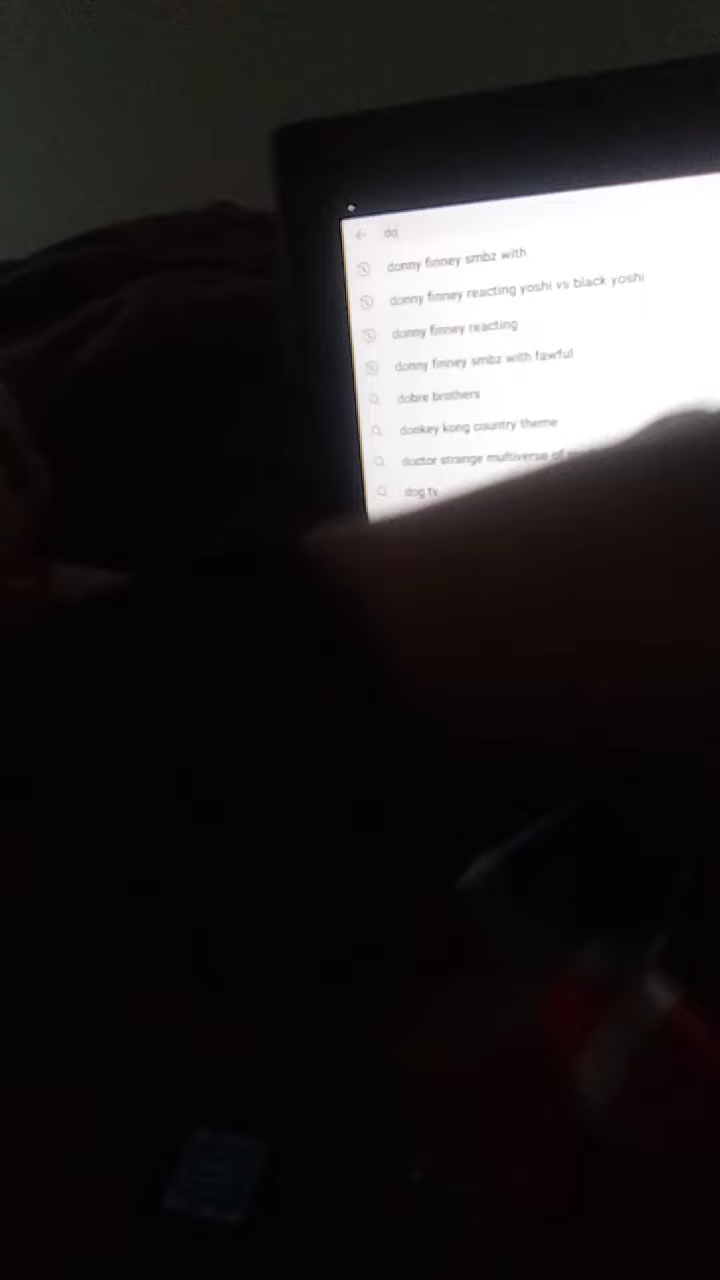 do
donny finney smbz with
donny finney reacting yoshi vs black yoshi
donny finney reacting
donny finney smbz with fawful
dobre brothers
donkey kong country theme
doctor strange multiverse of
dog tv